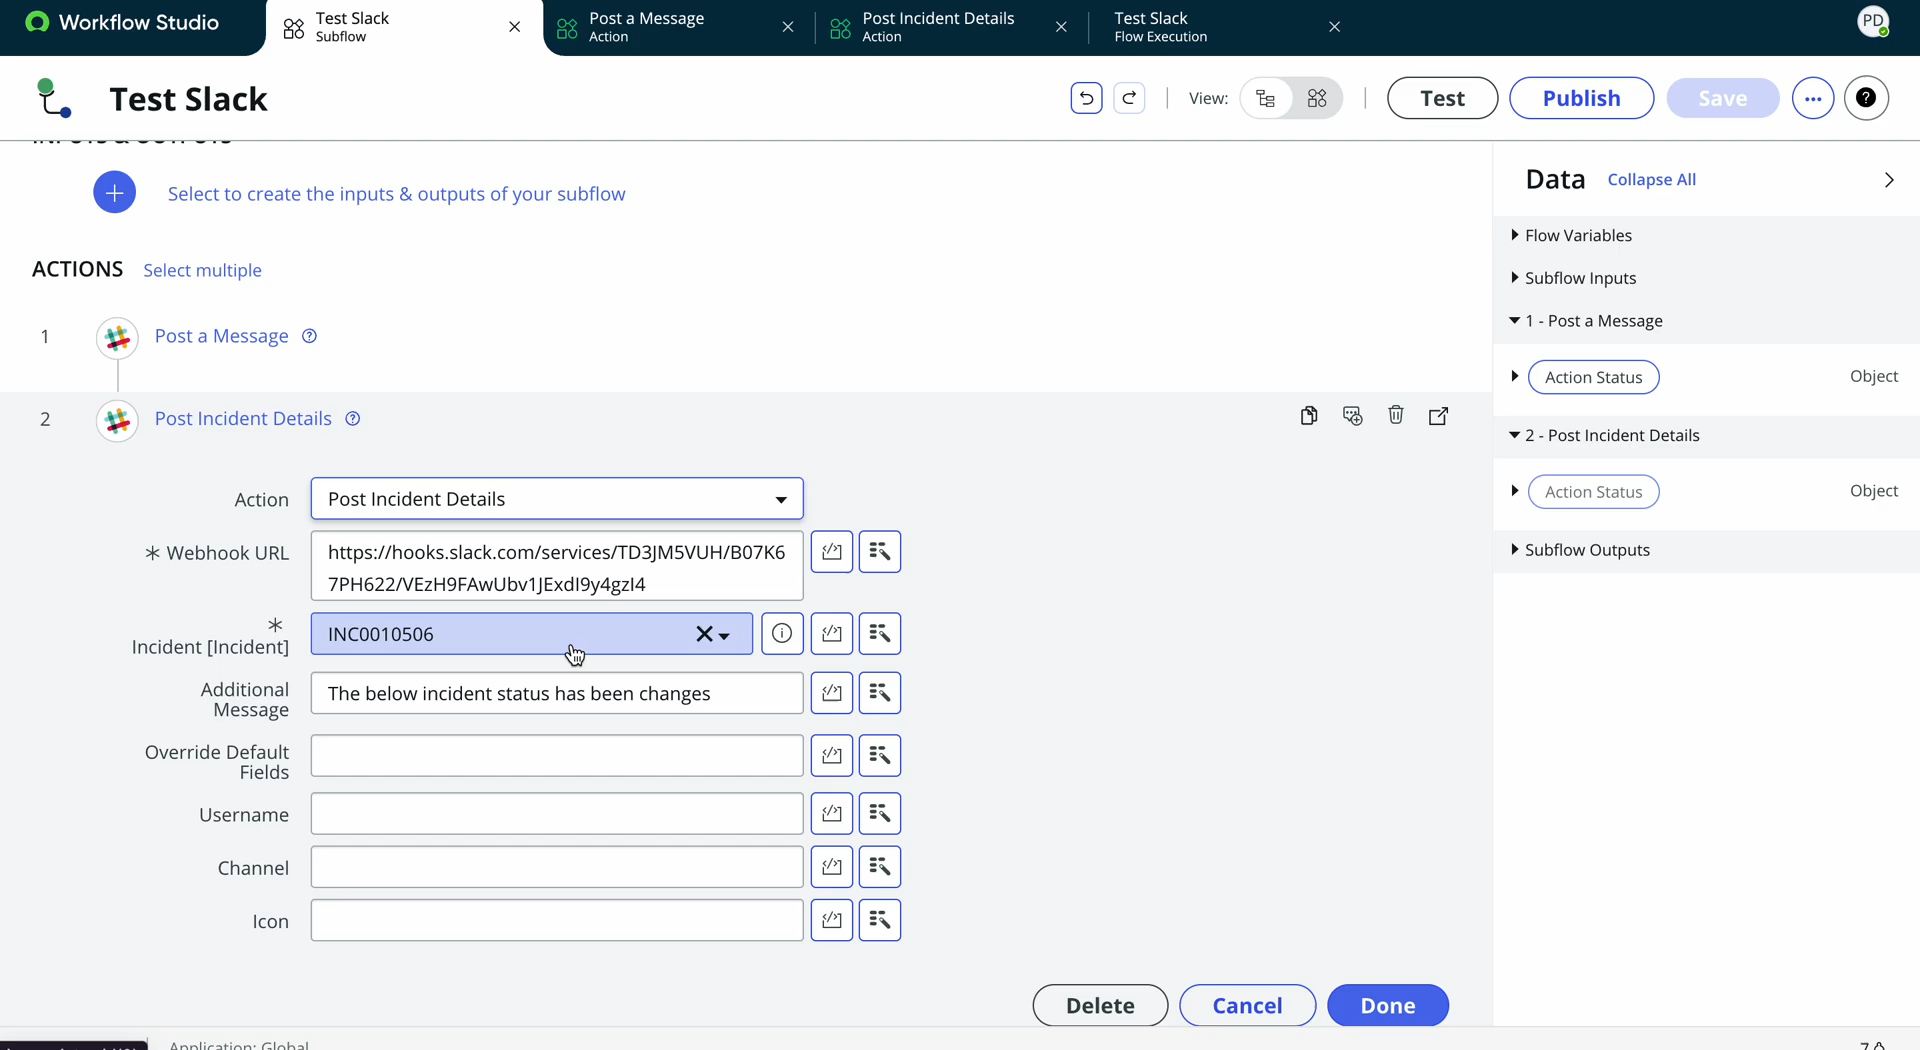 Workflow Studio
Test Slack
Subflow
Post a Message
Action
Post Incident Details
Action
Test Slack
Flow Execution
PD
Test Slack
View:
Test
Publish
Save
INPUTS & OUTPUTS
Select to create the inputs & outputs of your subflow
ACTIONS Select multiple
1 Post a Message
2 Post Incident Details
Action Post Incident Details
* Webhook URL https://hooks.slack.com/services/TD3JM5VUH/B07K6
7PH622/VEzH9FAwUbv1JExdI9y4gzI4
*
Incident [Incident] INC0010506
Additional
Message
The below incident status has been changes
Override Default
Fields
Username
Channel
Icon
Delete
Cancel
Done
Data Collapse All
Flow Variables
Subflow Inputs
1 - Post a Message
Action Status Object
2 - Post Incident Details
Action Status Object
Subflow Outputs
Application: Global